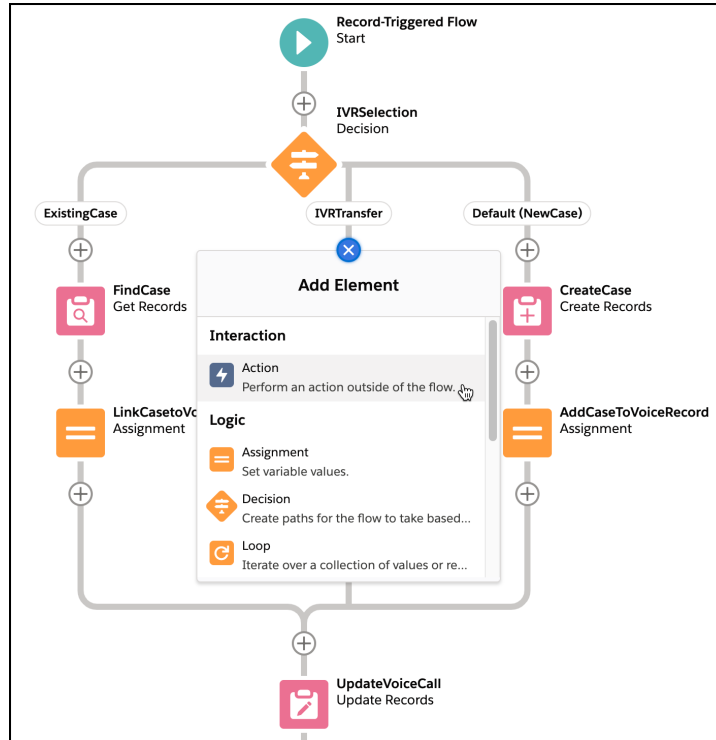 Record-Triggered Flow
Start
IVRSelection
Decision
ExistingCase
IVRTransfer
Default (NewCase)
FindCase
Get Records
Add Element
CreateCase
Create Records
Interaction
Action
Perform an action outside of the flow.
LinkCasetoVo
Assignment
Logic
AddCaseToVoiceRecord
Assignment
Assignment
Set variable values.
Decision
Create paths for the flow to take based...
Loop
Iterate over a collection of values or re...
UpdateVoiceCall
Update Records